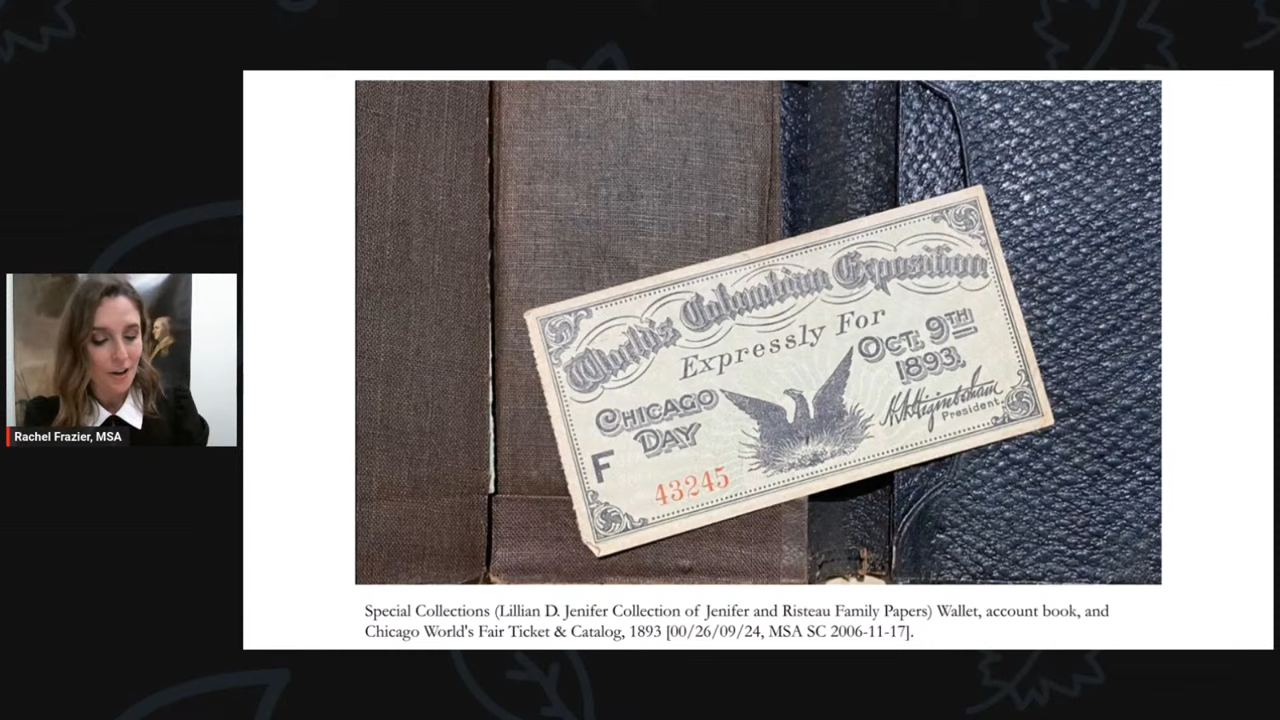 World's Columbian Exposition
Expressly For
CHICAGO
DAY
OCT. 9TH
1893.
H.N. Higinbotham
President.
F
43245
Rachel Frazier, MSA
Special Collections (Lillian D. Jenifer Collection of Jenifer and Risteau Family Papers) Wallet, account book, and
Chicago World's Fair Ticket & Catalog, 1893 [00/26/09/24, MSA SC 2006-11-17].